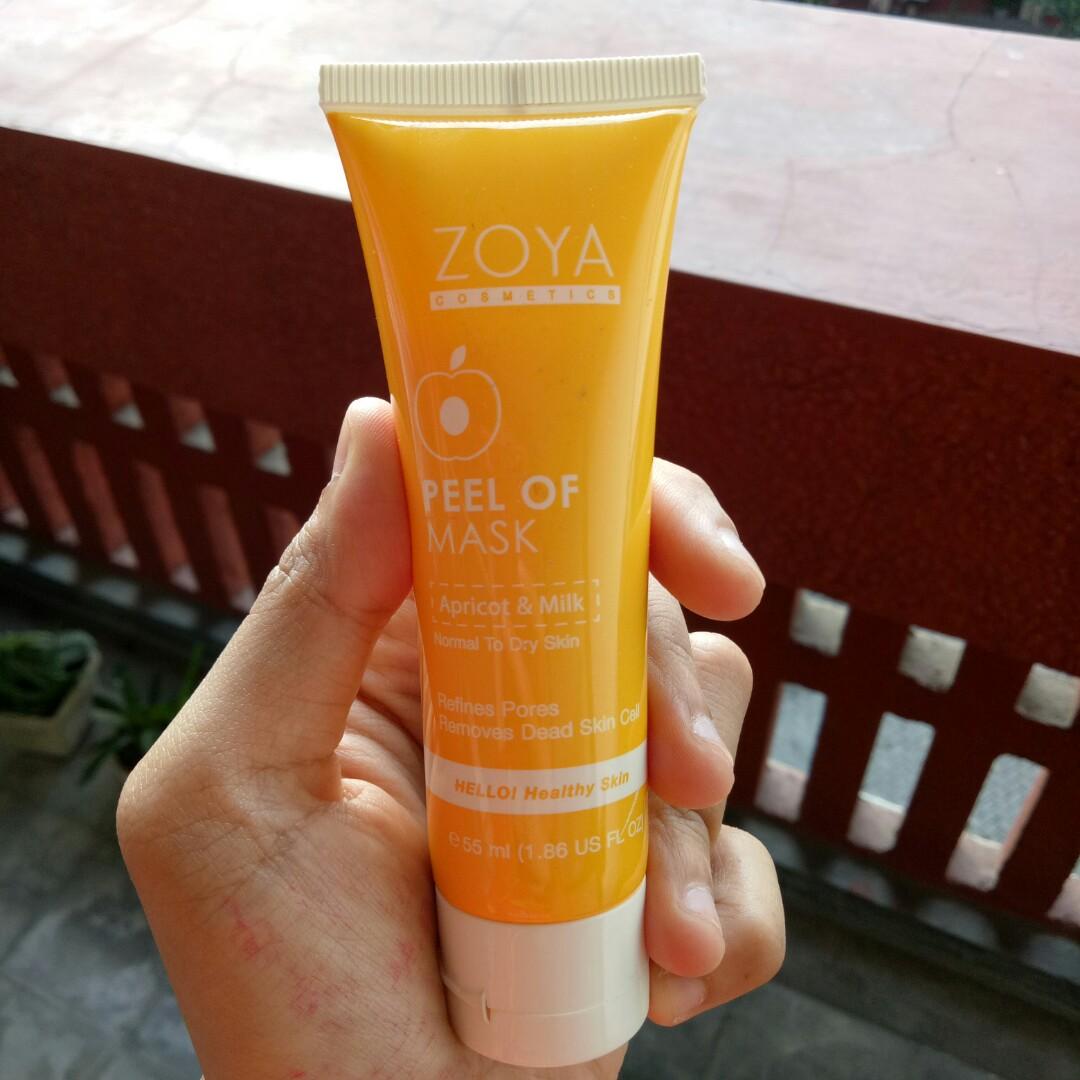 ZOYA
COSMETICS
PEEL OF
MASK
Apricot & Milk
Normal To Dry Skin
Refines Pores
Removes Dead Skin Cell
HELLO! Healthy Skin
℮ 55 ml (1.86 US FL OZ)